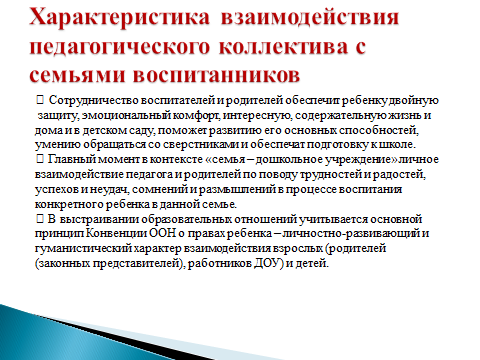 Характеристика взаимодействия
педагогического коллектива с
семьями воспитанников
 Сотрудничество воспитателей и родителей обеспечит ребенку двойную
защиту, эмоциональный комфорт, интересную, содержательную жизнь и
дома и в детском саду, поможет развитию его основных способностей,
умению обращаться со сверстниками и обеспечат подготовку к школе.
 Главный момент в контексте «семья – дошкольное учреждение» личное
взаимодействие педагога и родителей по поводу трудностей и радостей,
успехов и неудач, сомнений и размышлений в процессе воспитания
конкретного ребенка в данной семье.
 В выстраивании образовательных отношений учитывается основной
принцип Конвенции ООН о правах ребенка – личностно-развивающий и
гуманистический характер взаимодействия взрослых (родителей
(законных представителей), работников ДОУ) и детей.